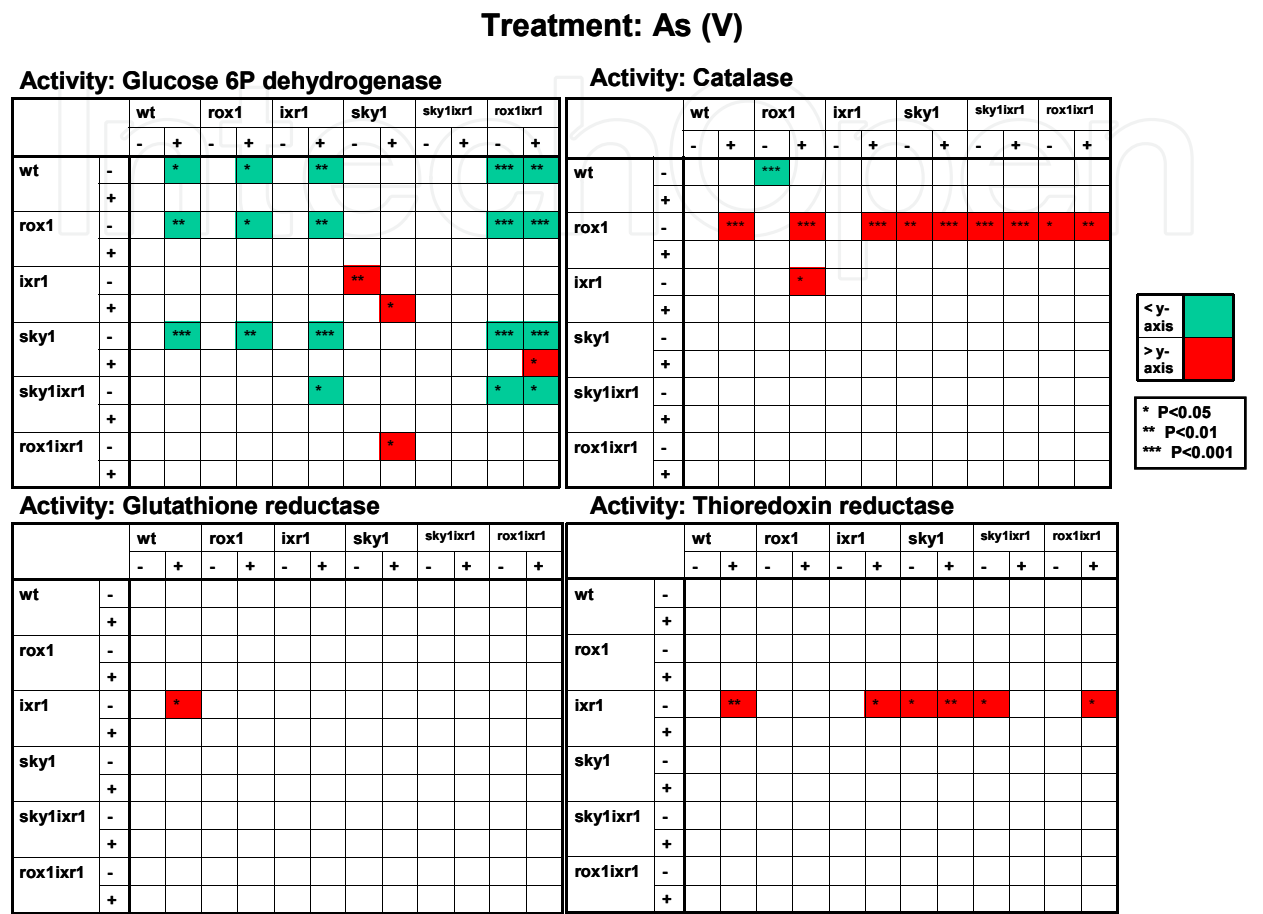 Treatment: As (V)
Activity: Glucose 6P dehydrogenase
wt rox1 ixr1 sky1 sky1ixr1 rox1ixr1
- + - + - + - + - + - +
wt - * * ** *** **
+
rox1 - ** * ** *** ***
+
ixr1 - **
+ *
sky1 - *** ** *** *** ***
+ *
sky1ixr1 - * * *
+
rox1ixr1 - *
+
Activity: Catalase
wt rox1 ixr1 sky1 sky1ixr1 rox1ixr1
- + - + - + - + - + - +
wt - ***
+
rox1 - *** *** *** ** *** *** *** * **
+
ixr1 - *
+
sky1 -
+
sky1ixr1 -
+
rox1ixr1 -
+
< y-
axis
> y-
axis
* P<0.05
** P<0.01
*** P<0.001
Activity: Glutathione reductase
wt rox1 ixr1 sky1 sky1ixr1 rox1ixr1
- + - + - + - + - + - +
wt -
+
rox1 -
+
ixr1 - *
+
sky1 -
+
sky1ixr1 -
+
rox1ixr1 -
+
Activity: Thioredoxin reductase
wt rox1 ixr1 sky1 sky1ixr1 rox1ixr1
- + - + - + - + - + - +
wt -
+
rox1 -
+
ixr1 - ** * * ** * *
+
sky1 -
+
sky1ixr1 -
+
rox1ixr1 -
+
IntechOpen